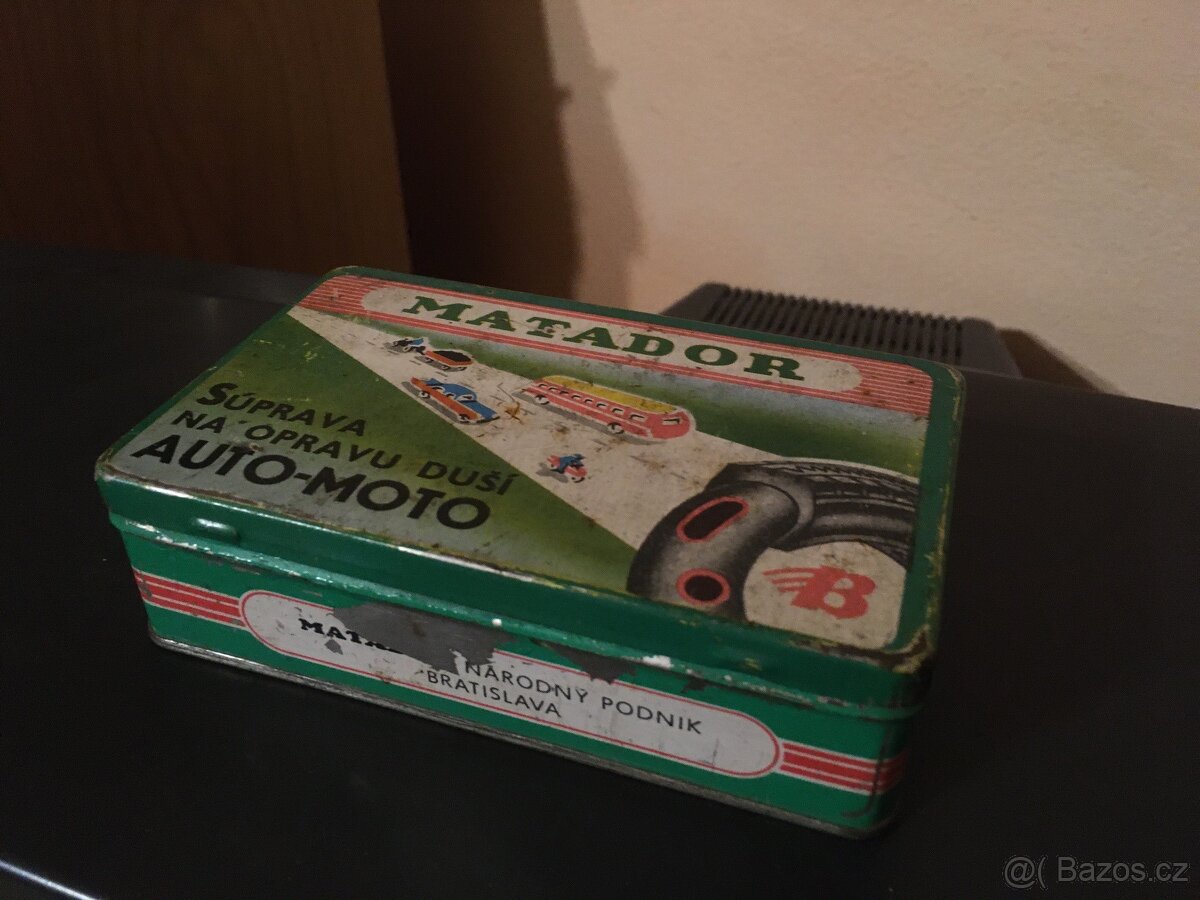 MATADOR
SÚPRAVA
NA OPRAVU DUŠÍ
AUTO-MOTO
B
NÁRODNÝ PODNIK
BRATISLAVA
@( Bazos.cz